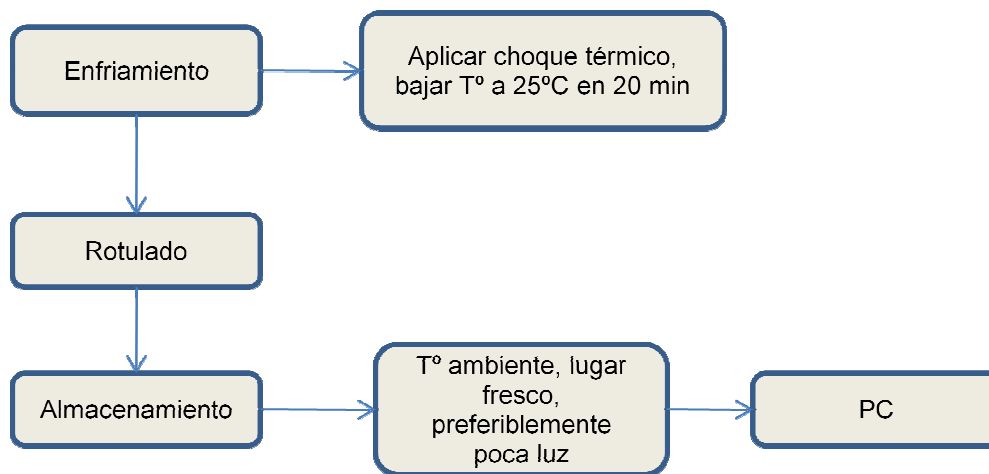 Enfriamiento
Aplicar choque térmico,
bajar Tº a 25ºC en 20 min
Rotulado
Almacenamiento
Tº ambiente, lugar
fresco,
preferiblemente
poca luz
PC